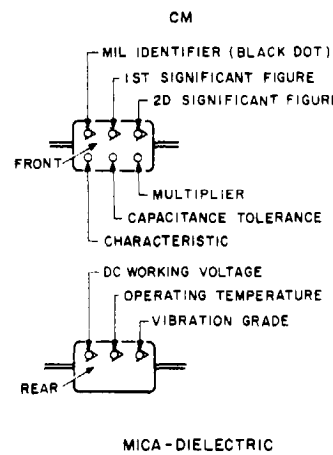 CM
MIL IDENTIFIER (BLACK DOT)
1ST SIGNIFICANT FIGURE
2D SIGNIFICANT FIGUR
FRONT
MULTIPLIER
CAPACITANCE TOLERANCE
CHARACTERISTIC
DC WORKING VOLTAGE
OPERATING TEMPERATURE
VIBRATION GRADE
REAR
MICA-DIELECTRIC